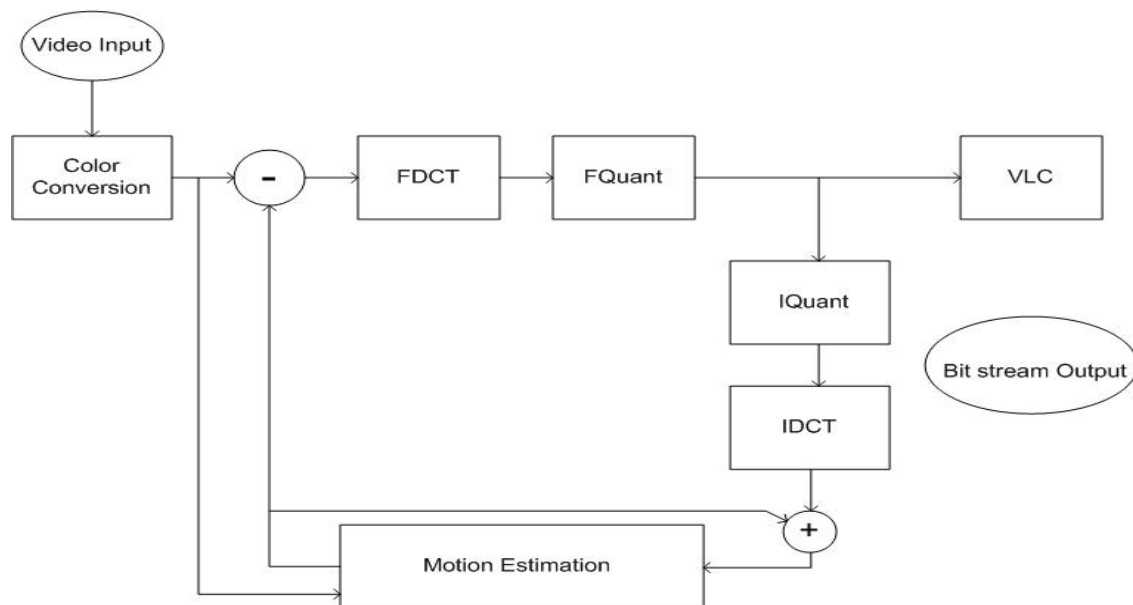 Video Input
Color
Conversion
-
FDCT
FQuant
VLC
IQuant
Bit stream Output
IDCT
+
Motion Estimation